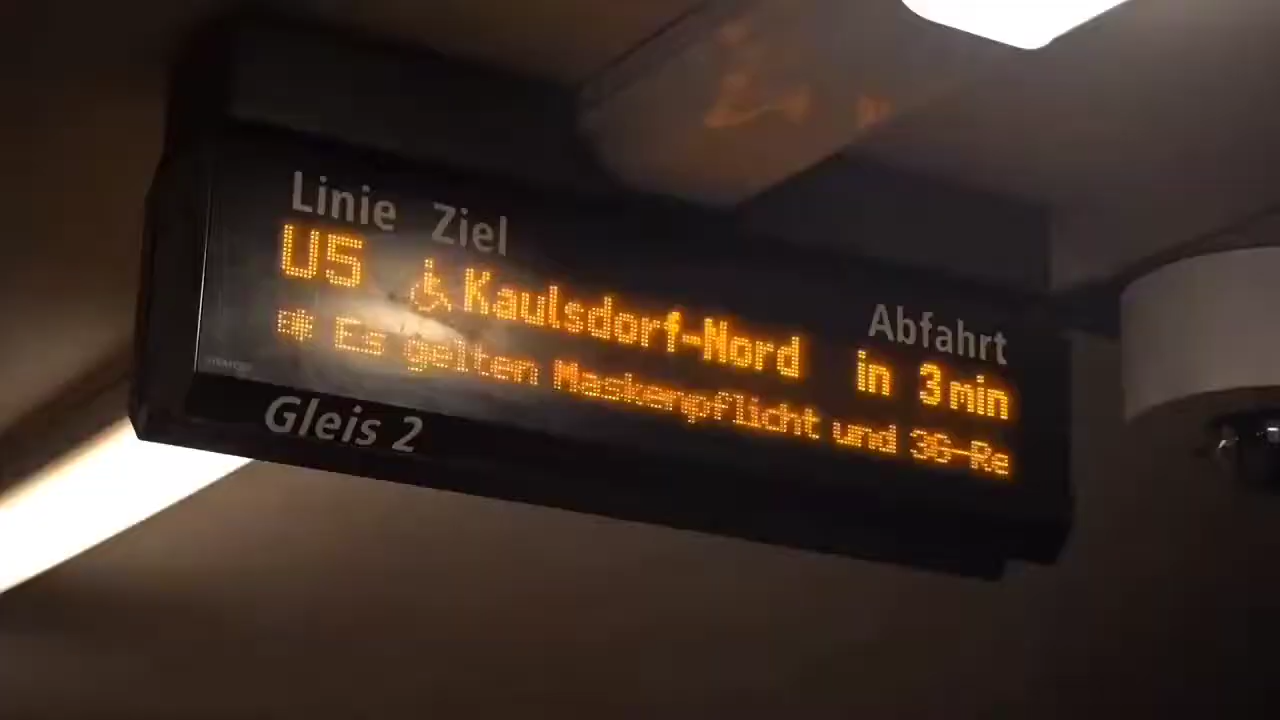 Linie Ziel Abfahrt
U5 ♿ Kaulsdorf-Nord in 3 min
* Es gelten Maskenpflicht und 3G-Re
Gleis 2